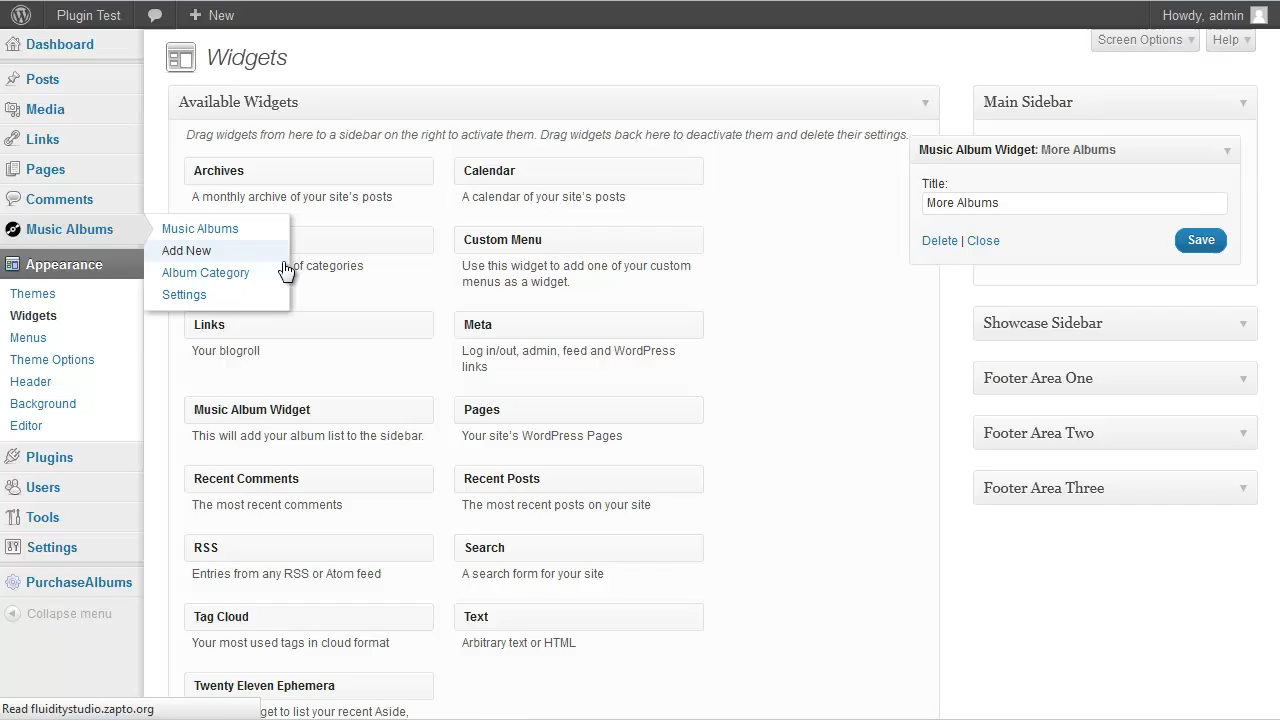 Plugin Test
New
Howdy, admin
Dashboard
Posts
Media
Links
Pages
Comments
Music Albums
Appearance
Themes
Widgets
Menus
Theme Options
Header
Background
Editor
Plugins
Users
Tools
Settings
PurchaseAlbums
Collapse menu
Music Albums
Add New
Album Category
Settings
Screen Options
Help
Widgets
Available Widgets
Drag widgets from here to a sidebar on the right to activate them. Drag widgets back here to deactivate them and delete their settings.
Archives
A monthly archive of your site's posts
Calendar
A calendar of your site's posts
of categories
Custom Menu
Use this widget to add one of your custom
menus as a widget.
Links
Your blogroll
Meta
Log in/out, admin, feed and WordPress
links
Music Album Widget
This will add your album list to the sidebar.
Pages
Your site's WordPress Pages
Recent Comments
The most recent comments
Recent Posts
The most recent posts on your site
RSS
Entries from any RSS or Atom feed
Search
A search form for your site
Tag Cloud
Your most used tags in cloud format
Text
Arbitrary text or HTML
Twenty Eleven Ephemera
get to list your recent Aside,
Main Sidebar
Music Album Widget: More Albums
Title:
More Albums
Delete | Close
Save
Showcase Sidebar
Footer Area One
Footer Area Two
Footer Area Three
Read fluiditystudio.zapto.org